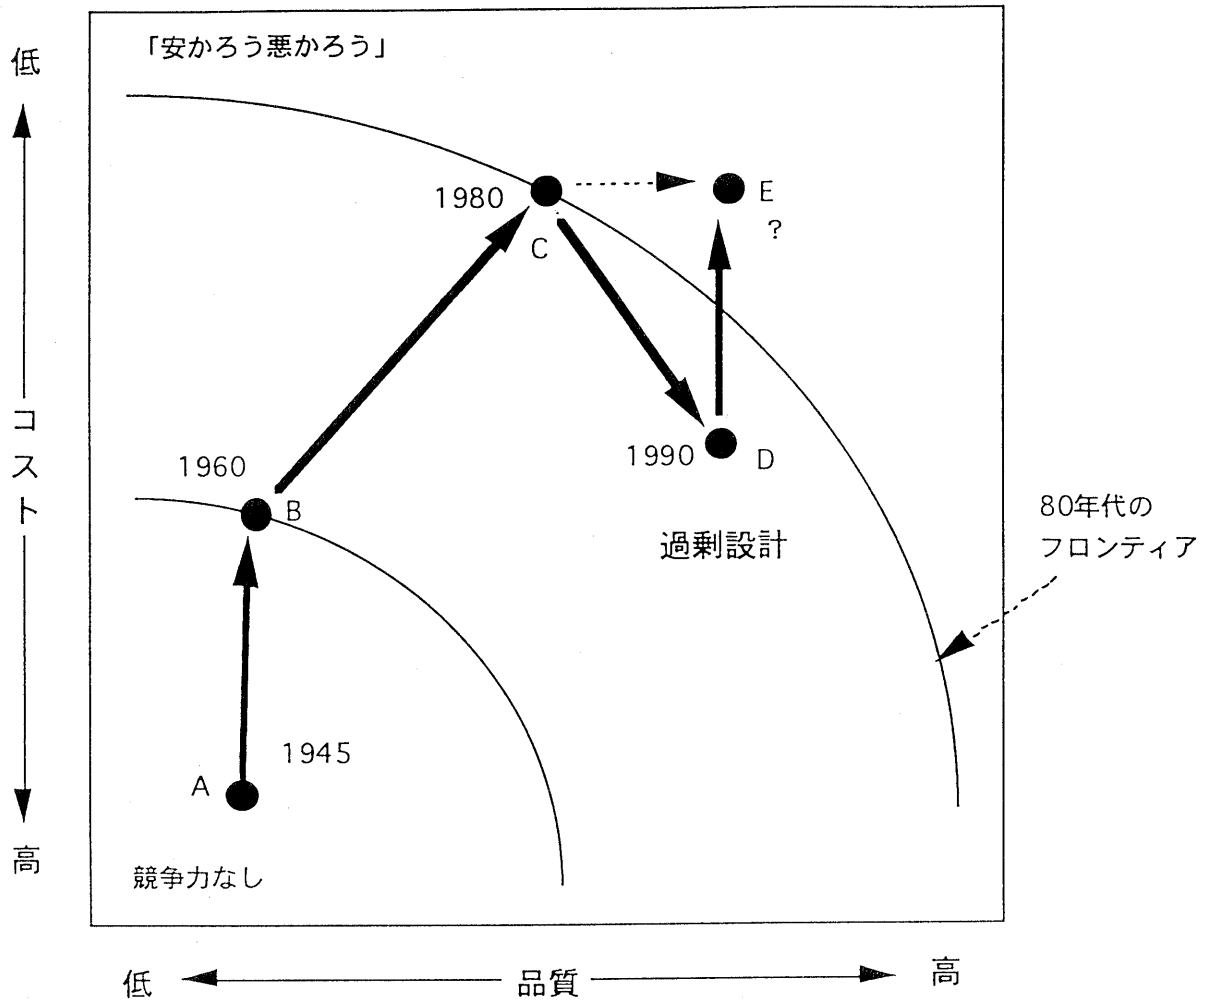 「安かろう悪かろう」
低
コスト
高
1980
C
E
?
1960
B
1990
D
過剰設計
80年代の
フロンティア
1945
A
競争力なし
低
品質
高